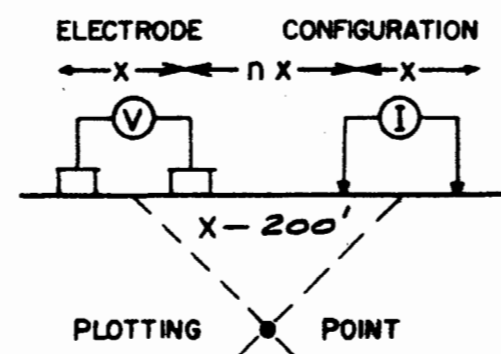 ELECTRODE CONFIGURATION
X n X X
V I
X - 200'
PLOTTING POINT